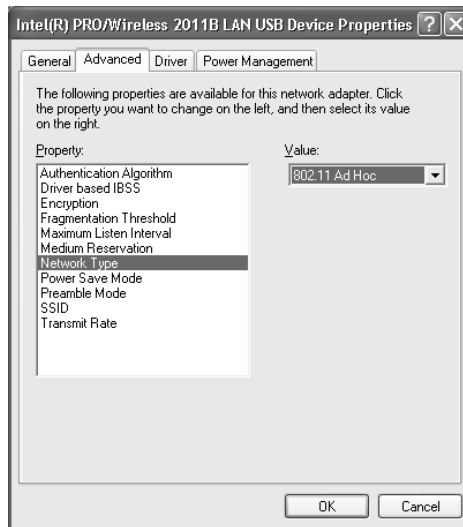 Intel(R) PRO/Wireless 2011B LAN USB Device Properties
General Advanced Driver Power Management
The following properties are available for this network adapter. Click
the property you want to change on the left, and then select its value
on the right.
Property:
Authentication Algorithm
Driver based IBSS
Encryption
Fragmentation Threshold
Maximum Listen Interval
Medium Reservation
Network Type
Power Save Mode
Preamble Mode
SSID
Transmit Rate
Value:
802.11 Ad Hoc
OK Cancel